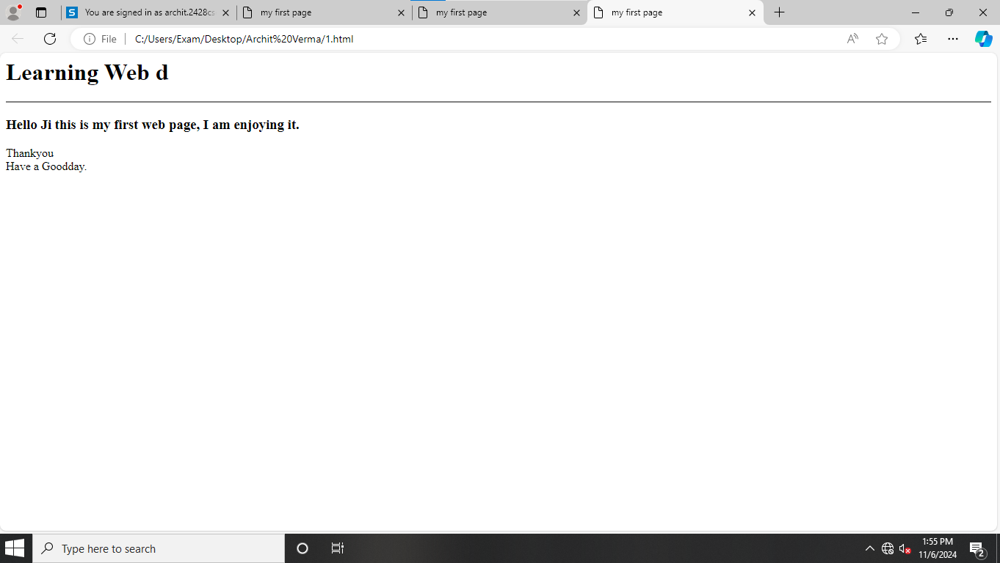 You are signed in as archit.2428cs
my first page
my first page
my first page
File
C:/Users/Exam/Desktop/Archit%20Verma/1.html
Learning Web d
Hello Ji this is my first web page, I am enjoying it.
Thankyou
Have a Goodday.
Type here to search
1:55 PM
11/6/2024
2